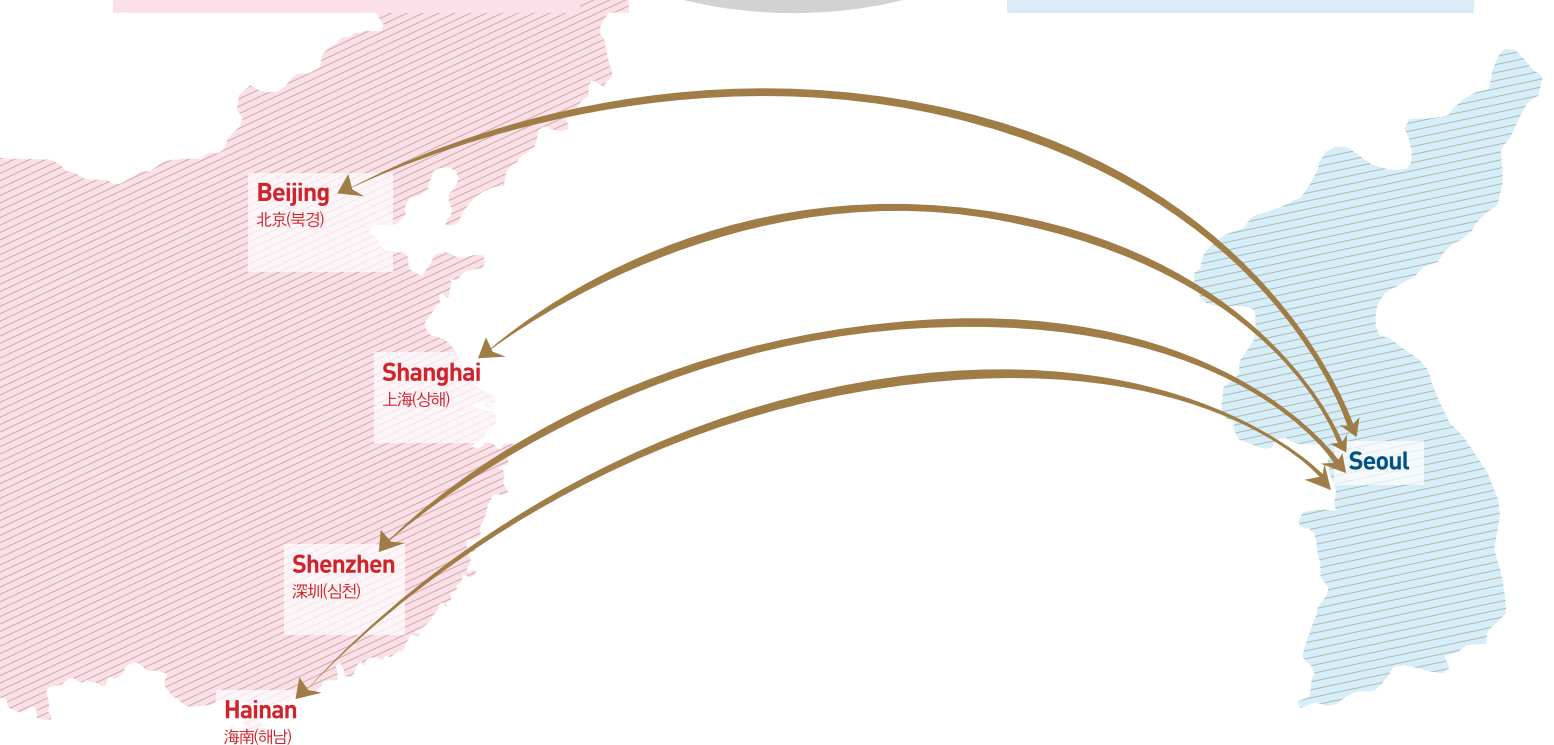 Beijing
北京(북경)
Shanghai
上海(상해)
Seoul
Shenzhen
深圳(심천)
Hainan
海南(해남)